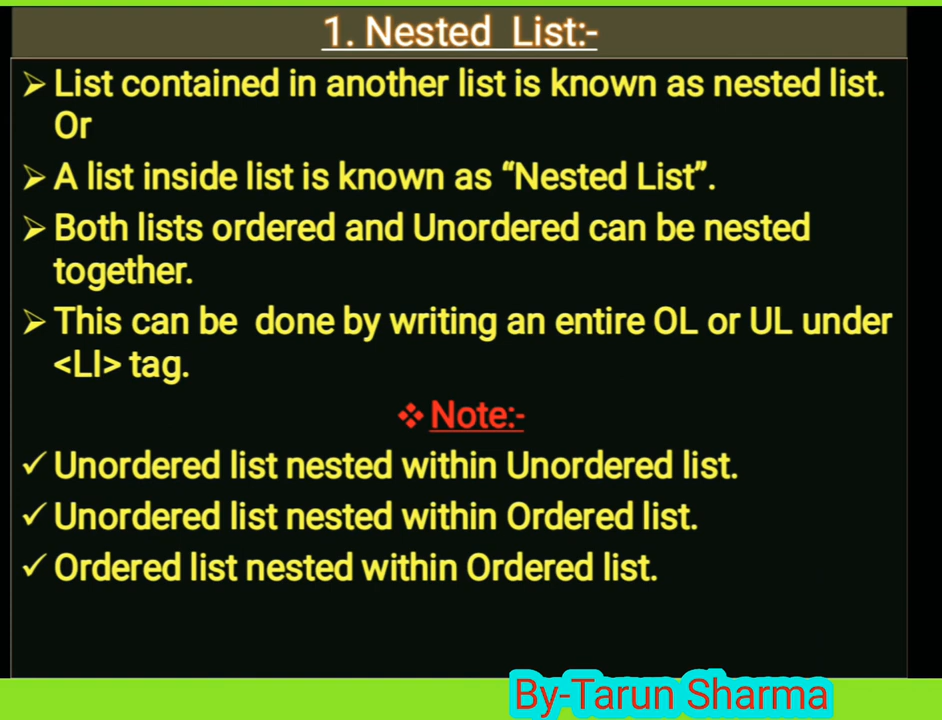 1. Nested List:-
➢ List contained in another list is known as nested list.
Or
➢ A list inside list is known as “Nested List”.
➢ Both lists ordered and Unordered can be nested
together.
➢ This can be done by writing an entire OL or UL under
<LI> tag.
❖ Note:-
✓ Unordered list nested within Unordered list.
✓ Unordered list nested within Ordered list.
✓ Ordered list nested within Ordered list.
By-Tarun Sharma